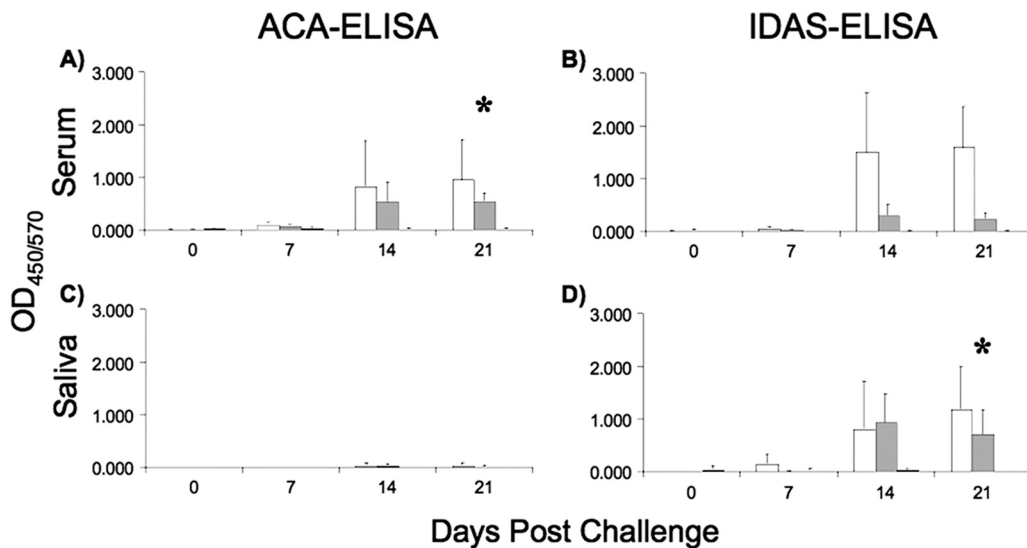 ACA-ELISA
IDAS-ELISA
A)
B)
Serum
3.000
2.000
1.000
0.000
0 7 14 21
*
3.000
2.000
1.000
0.000
0 7 14 21
OD450/570
C)
D)
Saliva
3.000
2.000
1.000
0.000
0 7 14 21
3.000
2.000
1.000
0.000
0 7 14 21
*
Days Post Challenge